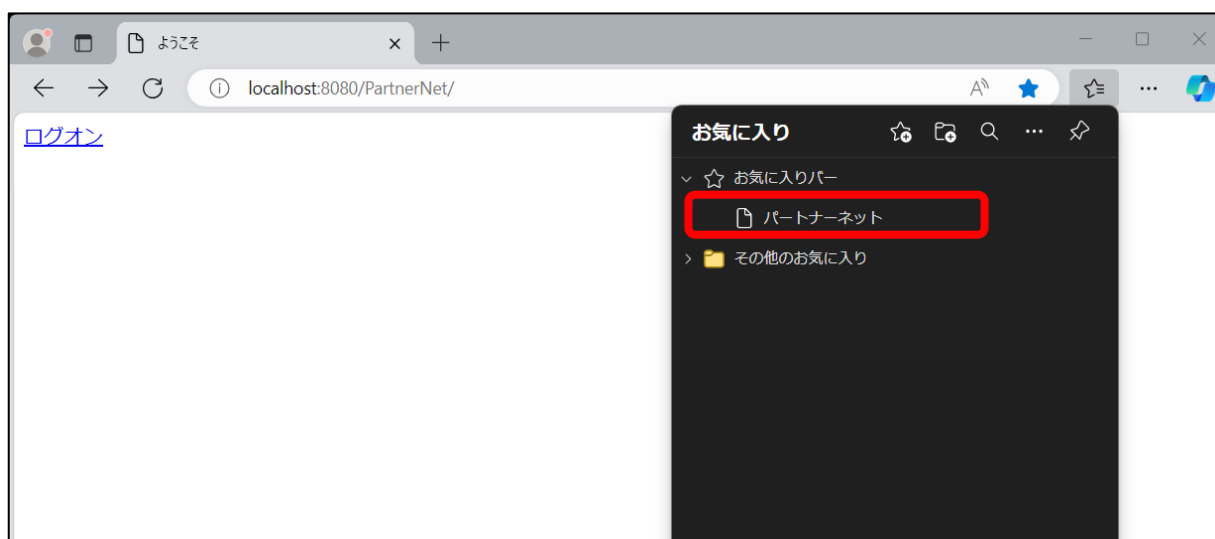 ようこそ
localhost:8080/PartnerNet/
ログオン
お気に入り
お気に入りバー
パートナーネット
その他のお気に入り